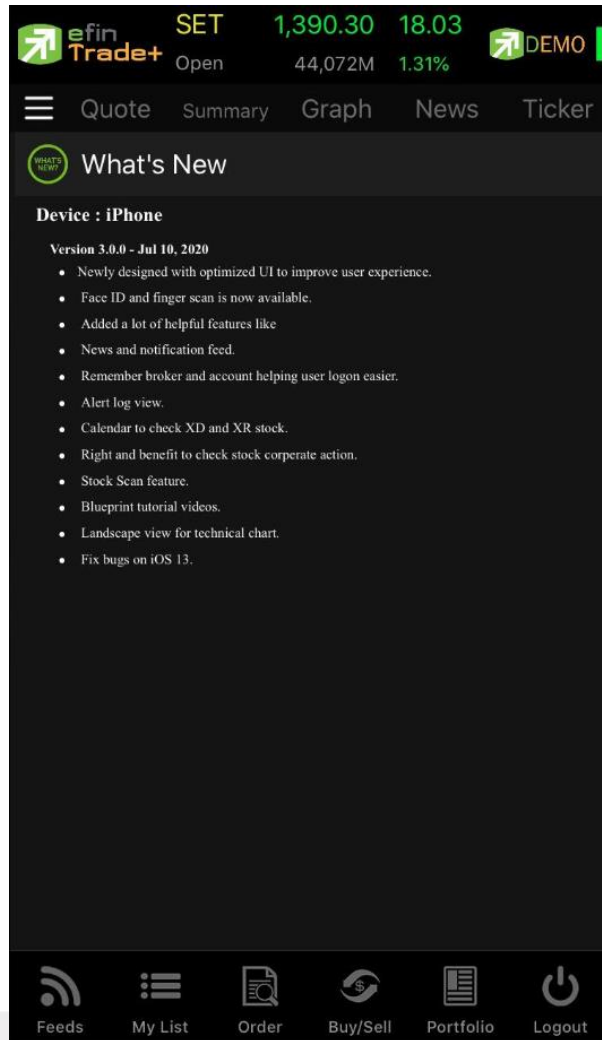 efin
Trade+
SET 1,390.30 18.03
Open 44,072M 1.31%
DEMO
Quote Summary Graph News Ticker
WHAT'S
NEW?
What's New
Device : iPhone
Version 3.0.0 - Jul 10, 2020
• Newly designed with optimized UI to improve user experience.
• Face ID and finger scan is now available.
• Added a lot of helpful features like
• News and notification feed.
• Remember broker and account helping user logon easier.
• Alert log view.
• Calendar to check XD and XR stock.
• Right and benefit to check stock corperate action.
• Stock Scan feature.
• Blueprint tutorial videos.
• Landscape view for technical chart.
• Fix bugs on iOS 13.
Feeds My List Order Buy/Sell Portfolio Logout